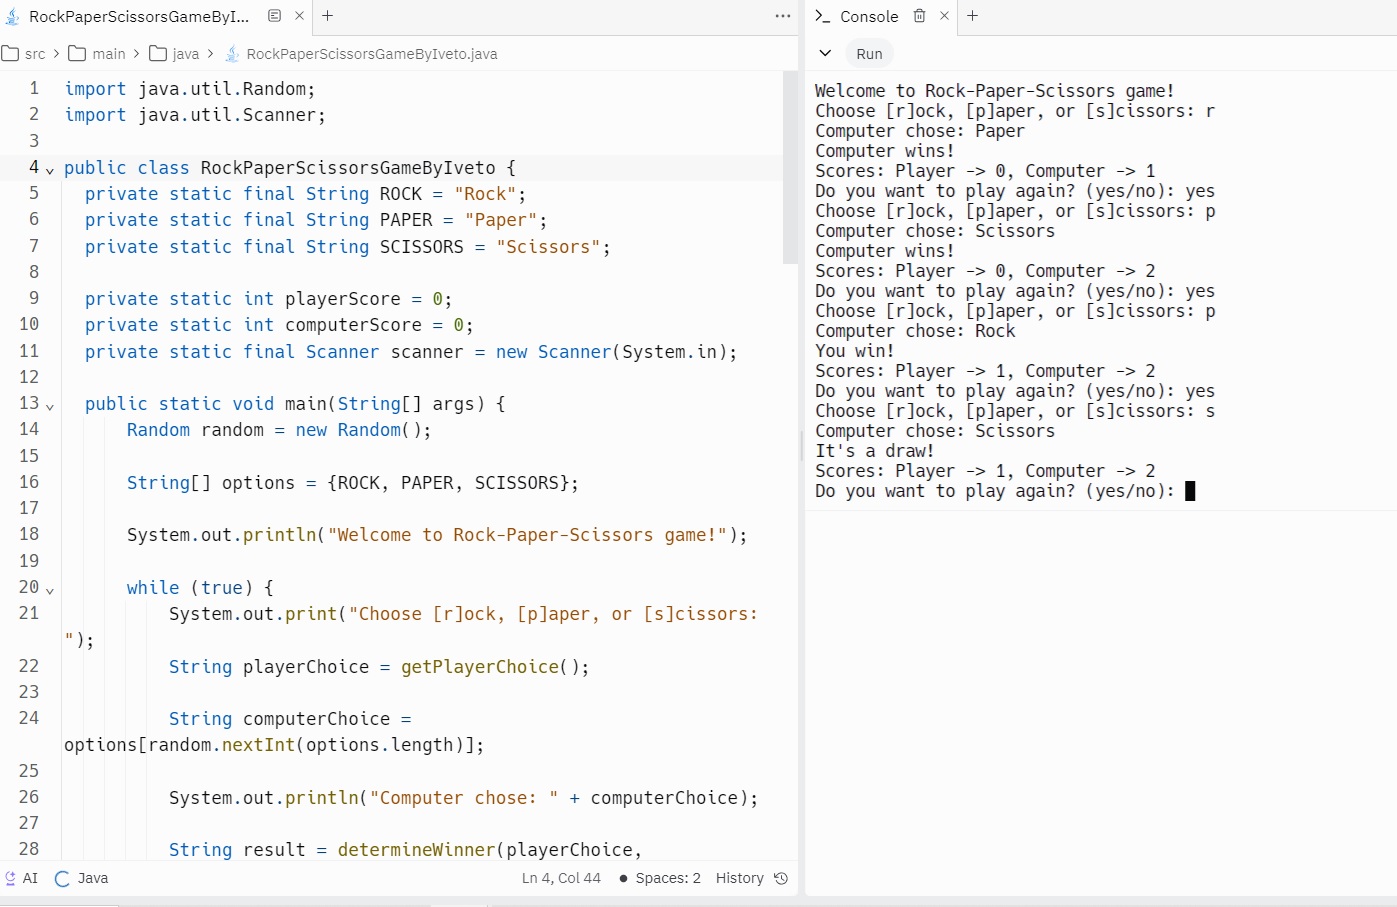 RockPaperScissorsGameByI...
src > main > java > RockPaperScissorsGameByIveto.java
1 import java.util.Random;
2 import java.util.Scanner;
3
4 public class RockPaperScissorsGameByIveto {
5 private static final String ROCK = "Rock";
6 private static final String PAPER = "Paper";
7 private static final String SCISSORS = "Scissors";
8
9 private static int playerScore = 0;
10 private static int computerScore = 0;
11 private static final Scanner scanner = new Scanner(System.in);
12
13 public static void main(String[] args) {
14 Random random = new Random();
15
16 String[] options = {ROCK, PAPER, SCISSORS};
17
18 System.out.println("Welcome to Rock-Paper-Scissors game!");
19
20 while (true) {
21 System.out.print("Choose [r]ock, [p]aper, or [s]cissors:
");
22 String playerChoice = getPlayerChoice();
23
24 String computerChoice =
options[random.nextInt(options.length)];
25
26 System.out.println("Computer chose: " + computerChoice);
27
28 String result = determineWinner(playerChoice,
AI Java Ln 4, Col 44 Spaces: 2 History
Console
Run
Welcome to Rock-Paper-Scissors game!
Choose [r]ock, [p]aper, or [s]cissors: r
Computer chose: Paper
Computer wins!
Scores: Player -> 0, Computer -> 1
Do you want to play again? (yes/no): yes
Choose [r]ock, [p]aper, or [s]cissors: p
Computer chose: Scissors
Computer wins!
Scores: Player -> 0, Computer -> 2
Do you want to play again? (yes/no): yes
Choose [r]ock, [p]aper, or [s]cissors: p
Computer chose: Rock
You win!
Scores: Player -> 1, Computer -> 2
Do you want to play again? (yes/no): yes
Choose [r]ock, [p]aper, or [s]cissors: s
Computer chose: Scissors
It's a draw!
Scores: Player -> 1, Computer -> 2
Do you want to play again? (yes/no):